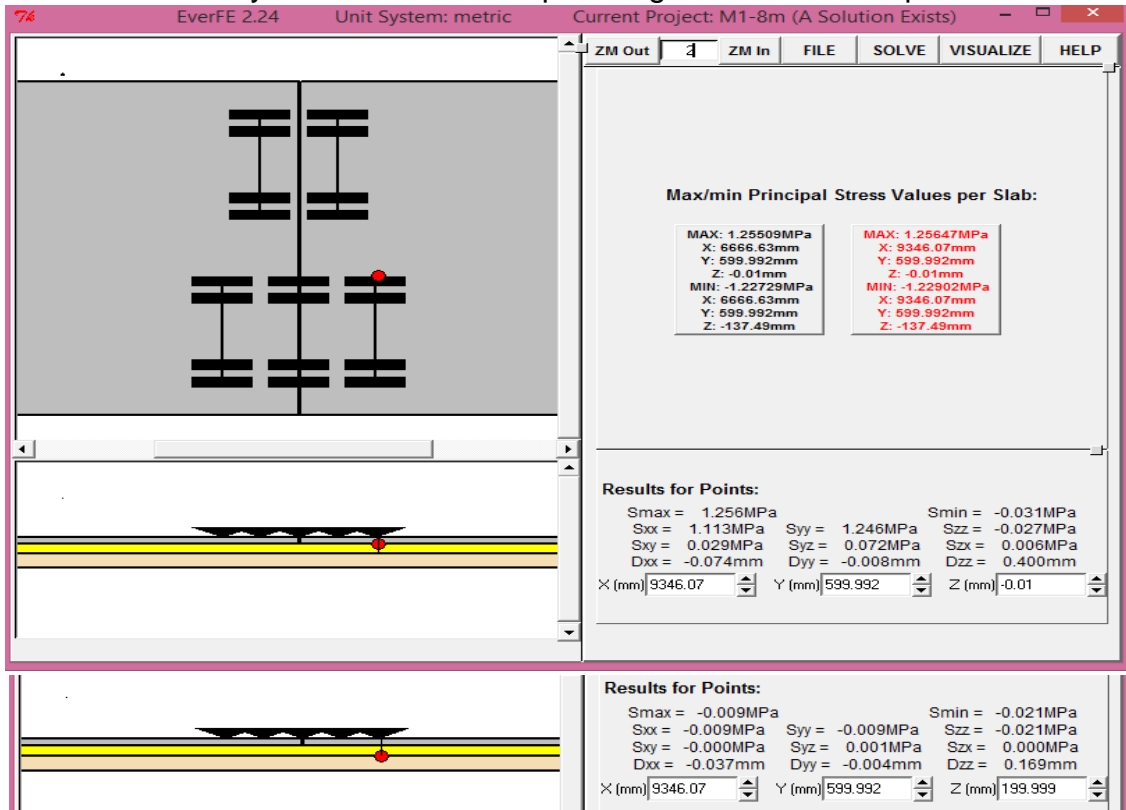 EverFE 2.24 Unit System: metric Current Project: M1-8m (A Solution Exists)
ZM Out 2 ZM In FILE SOLVE VISUALIZE HELP
Max/min Principal Stress Values per Slab:
MAX: 1.25509MPa
X: 6666.63mm
Y: 599.992mm
Z: -0.01mm
MIN: -1.22729MPa
X: 6666.63mm
Y: 599.992mm
Z: -137.49mm
MAX: 1.25647MPa
X: 9346.07mm
Y: 599.992mm
Z: -0.01mm
MIN: -1.22902MPa
X: 9346.07mm
Y: 599.992mm
Z: -137.49mm
Results for Points:
Smax = 1.256MPa Smin = -0.031MPa
Sxx = 1.113MPa Syy = 1.246MPa Szz = -0.027MPa
Sxy = 0.029MPa Syz = 0.072MPa Szx = 0.006MPa
Dxx = -0.074mm Dyy = -0.008mm Dzz = 0.400mm
X (mm) 9346.07 Y (mm) 599.992 Z (mm) -0.01
Results for Points:
Smax = -0.009MPa Smin = -0.021MPa
Sxx = -0.009MPa Syy = -0.009MPa Szz = -0.021MPa
Sxy = -0.000MPa Syz = 0.001MPa Szx = 0.000MPa
Dxx = -0.037mm Dyy = -0.004mm Dzz = 0.169mm
X (mm) 9346.07 Y (mm) 599.992 Z (mm) 199.999